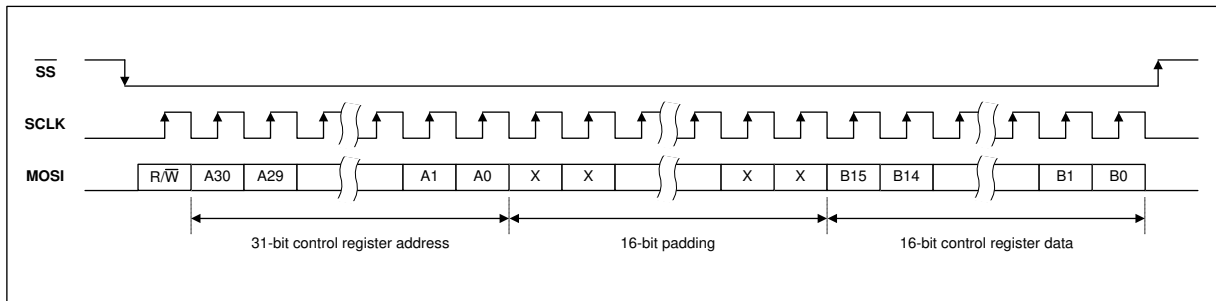 S̅S̅
SCLK
MOSI R/W̅ A30 A29 A1 A0 X X X X B15 B14 B1 B0
31-bit control register address 16-bit padding 16-bit control register data